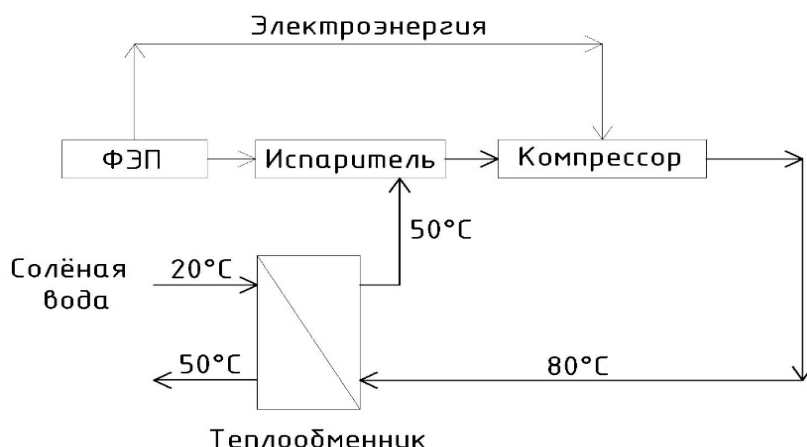 Электроэнергия
ФЭП
Испаритель
Компрессор
50°C
Солёная
вода
20°C
50°C
80°C
Теплообменник